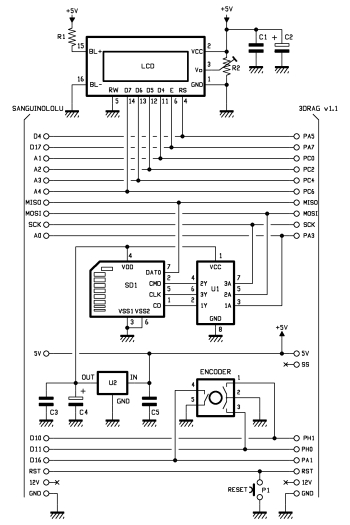 +5V
+5V
R1
15 BL+ VCC 2
LCD
Vo 3
R2
C1 + C2
16 BL- GND 1
RW D7 D6 D5 D4 E RS
5 14 13 12 11 6 4
SANGUINOLOLU 3DRAG v1.1
D4 PA5
D17 PA7
A1 PC0
A2 PC2
A3 PC4
A4 PC6
MISO MISO
MOSI MOSI
SCK SCK
A0 PA3
4 1
VDD VCC
DATO 7
SD1
CMD 2 4 2Y 3A 7
CLK 5 6 3Y U1 2A 5
CD 1 2 1Y 1A 3
VSS1 VSS2 GND
3 6 8
+5V
5V 5V
SS
OUT U2 IN
GND
ENCODER
4 1
5 2
3
C3 + C4 C5
D10 PH1
D11 PH0
D16 PA1
RST RST
12V 12V
GND GND
RESET P1